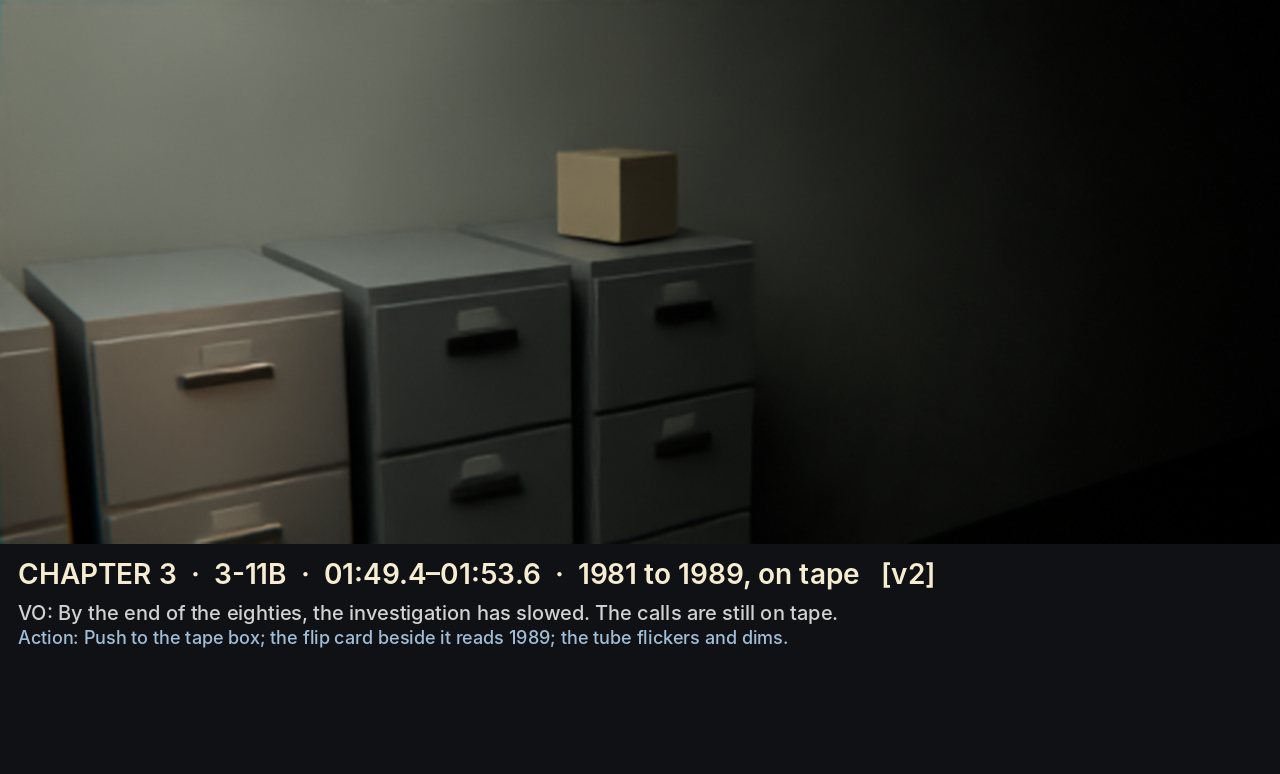 CHAPTER 3 · 3-11B · 01:49.4–01:53.6 · 1981 to 1989, on tape [v2]
VO: By the end of the eighties, the investigation has slowed. The calls are still on tape.
Action: Push to the tape box; the flip card beside it reads 1989; the tube flickers and dims.